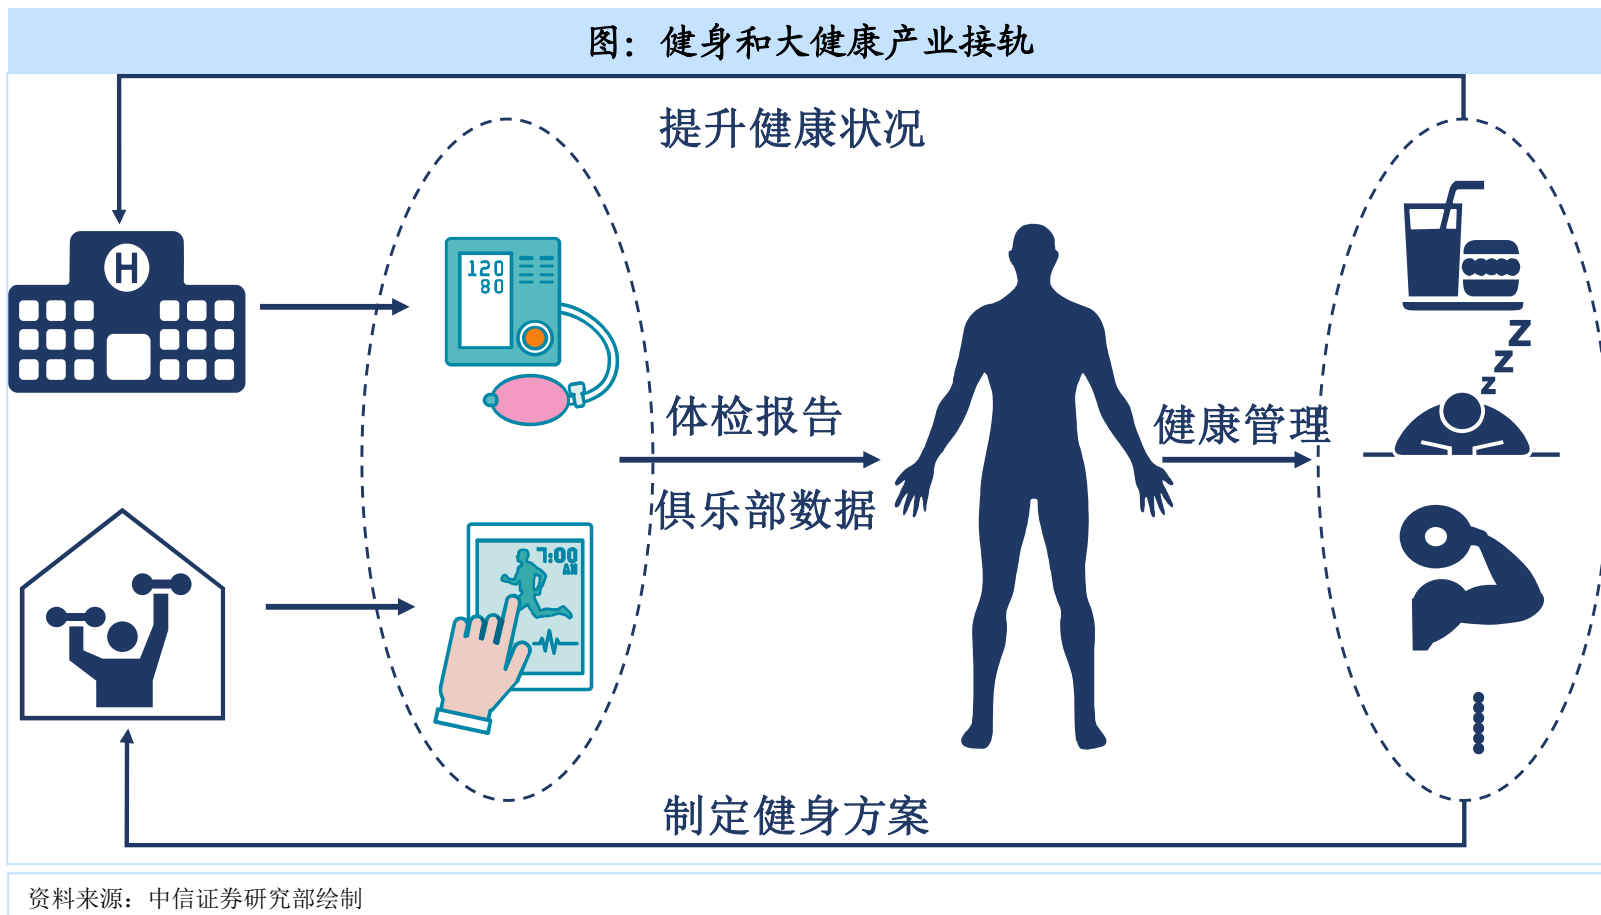 图：健身和大健康产业接轨
提升健康状况
H
120
80
体检报告
健康管理
Z
Z
Z
俱乐部数据
7:00
AM
制定健身方案
资料来源：中信证券研究部绘制